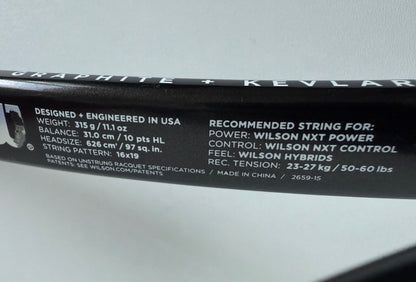 GRAPHITE + KEVLAR
DESIGNED + ENGINEERED IN USA
WEIGHT: 315 g / 11.1 oz
BALANCE: 31.0 cm / 10 pts HL
HEADSIZE: 626 cm² / 97 sq. in.
STRING PATTERN: 16x19
RECOMMENDED STRING FOR:
POWER: WILSON NXT POWER
CONTROL: WILSON NXT CONTROL
FEEL: WILSON HYBRIDS
REC. TENSION: 23-27 kg / 50-60 lbs
BASED ON UNSTRUNG RACQUET SPECIFICATIONS / MADE IN CHINA / 2659-15
PATENTS: SEE WILSON.COM/PATENTS
®